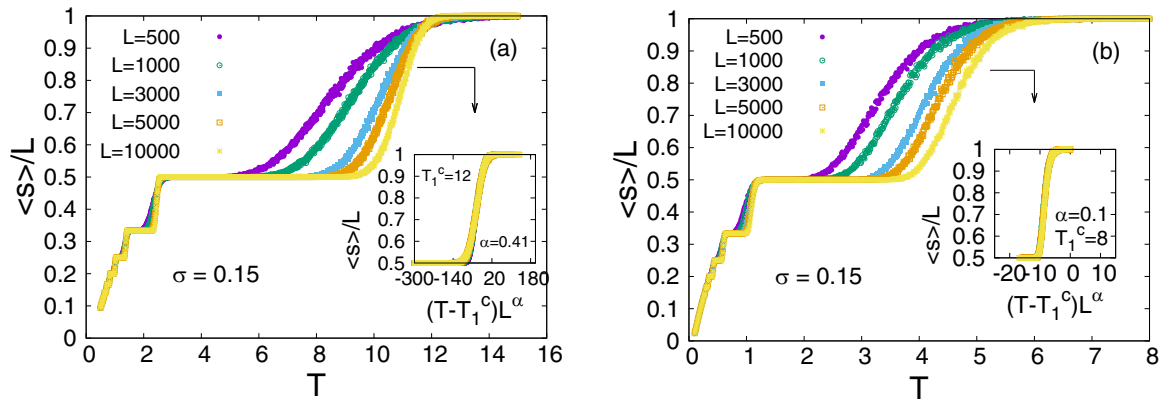 (a)
L=500
L=1000
L=3000
L=5000
L=10000
<s>/L
1
0.9
0.8
0.7
0.6
0.5
0.4
0.3
0.2
0.1
0
σ = 0.15
0 2 4 6 8 10 12 14 16
T
<s>/L
1
0.9
0.8
0.7
0.6
0.5
T₁ᶜ=12
α=0.41
-300 -140 20 180
(T-T₁ᶜ)Lᵅ
(b)
L=500
L=1000
L=3000
L=5000
L=10000
<s>/L
1
0.9
0.8
0.7
0.6
0.5
0.4
0.3
0.2
0.1
0
σ = 0.15
0 1 2 3 4 5 6 7 8
T
<s>/L
1
0.9
0.8
0.7
0.6
0.5
α=0.1
T₁ᶜ=8
-20 -10 0 10
(T-T₁ᶜ)Lᵅ